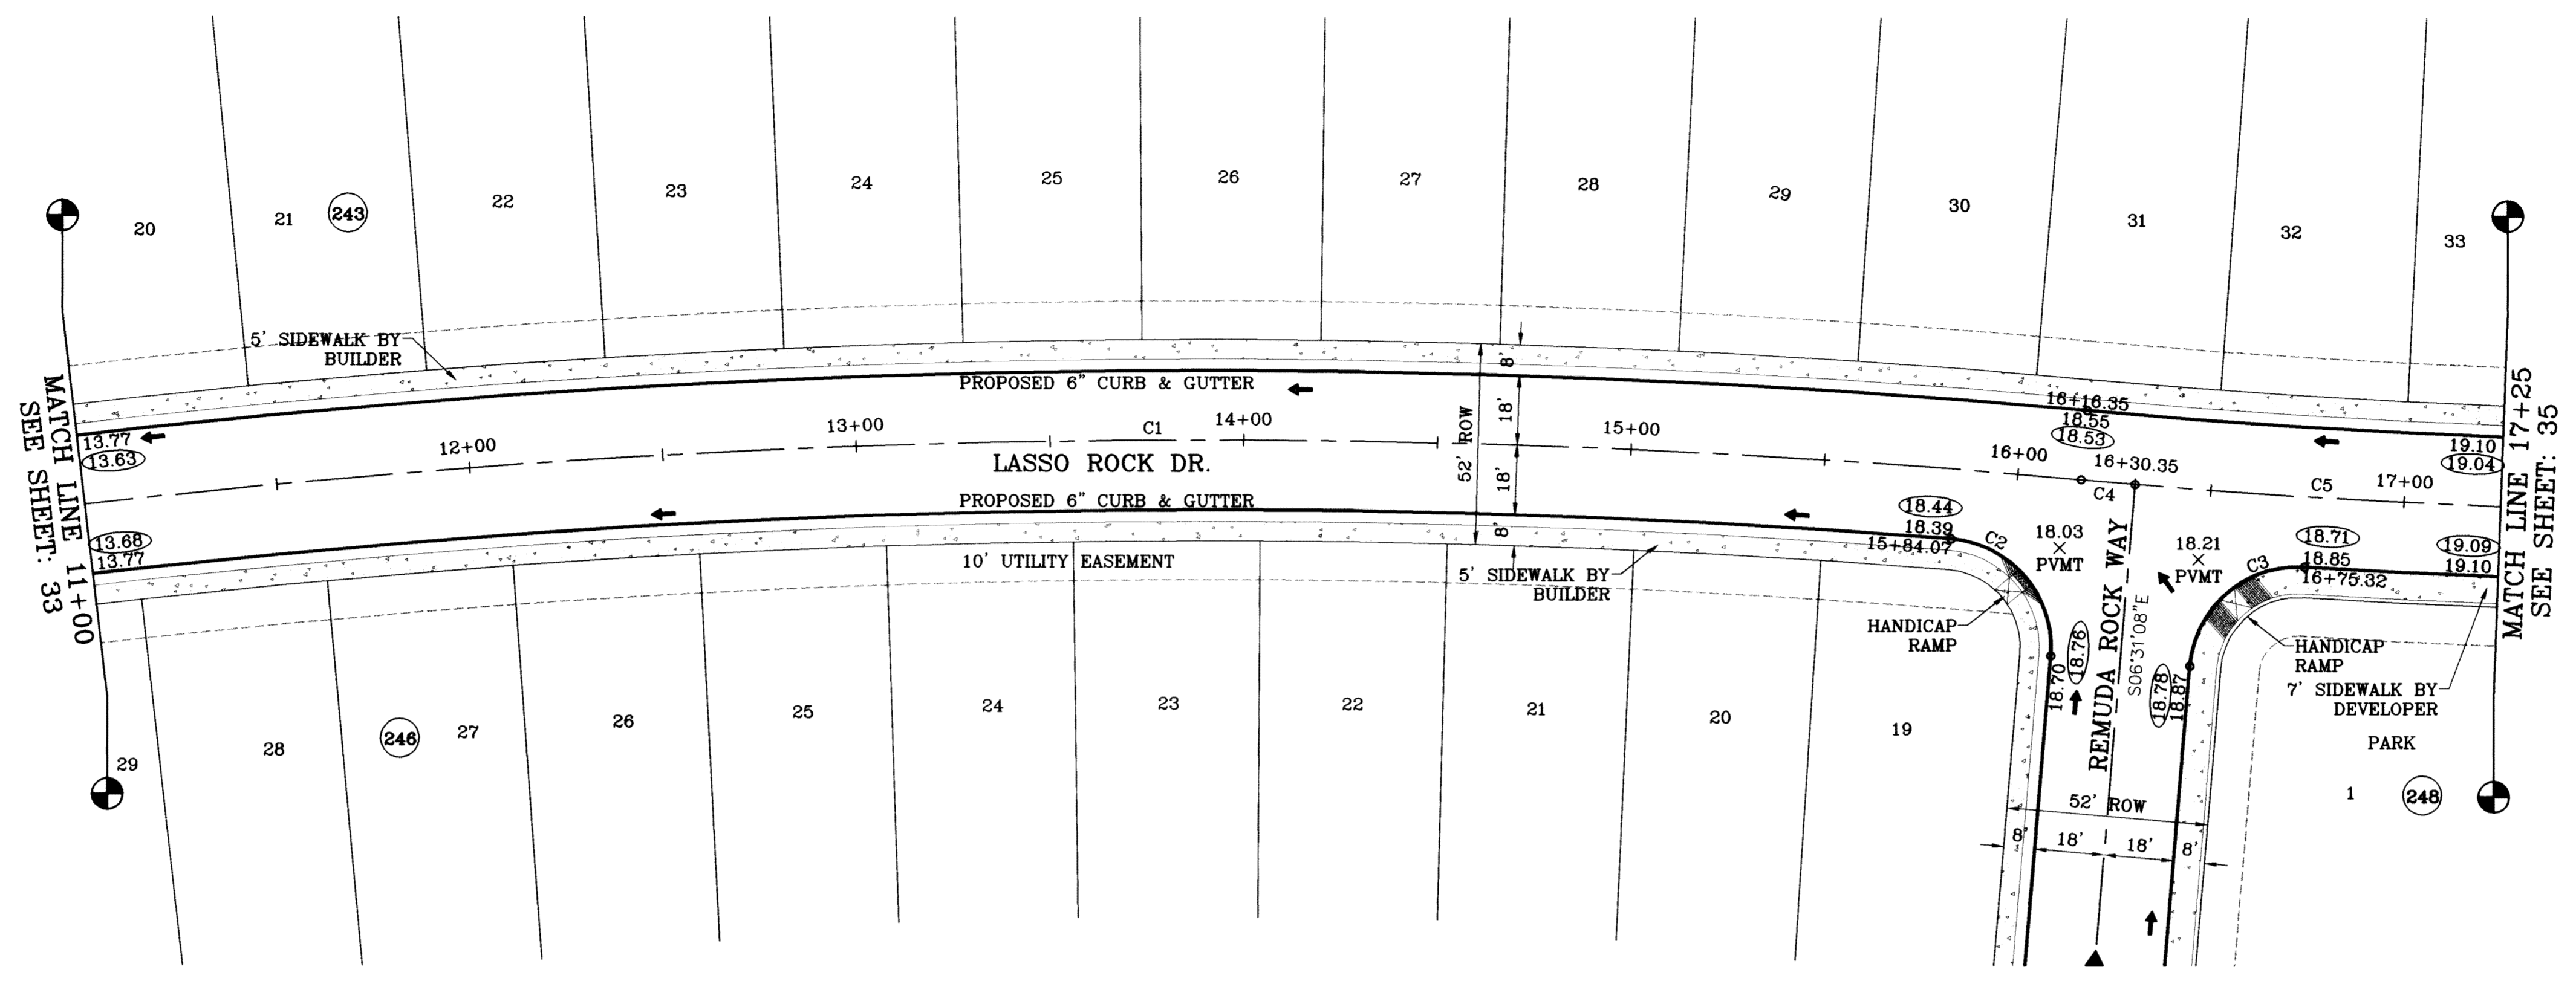 20
21
243
22
23
24
25
26
27
28
29
30
31
32
33
5' SIDEWALK BY
BUILDER
MATCH LINE 11+00
SEE SHEET: 33
13.77
13.63
13.68
13.77
PROPOSED 6" CURB & GUTTER
12+00
13+00
C1
14+00
15+00
16+00
LASSO ROCK DR.
PROPOSED 6" CURB & GUTTER
8'
18'
52' ROW
18'
8'
16+16.35
18.55
18.53
16+30.35
C4
C5
17+00
19.10
19.04
MATCH LINE 17+25
SEE SHEET: 35
18.44
18.39
15+84.07
C2
18.03
PVMT
18.21
PVMT
C3
18.71
18.85
16+75.32
19.09
19.10
10' UTILITY EASEMENT
5' SIDEWALK BY
BUILDER
HANDICAP
RAMP
18.70
18.76
REMUDA ROCK WAY
S06°31'08"E
18.78
18.87
HANDICAP
RAMP
7' SIDEWALK BY
DEVELOPER
PARK
1
248
29
28
246
27
26
25
24
23
22
21
20
19
52' ROW
8'
18'
18'
8'